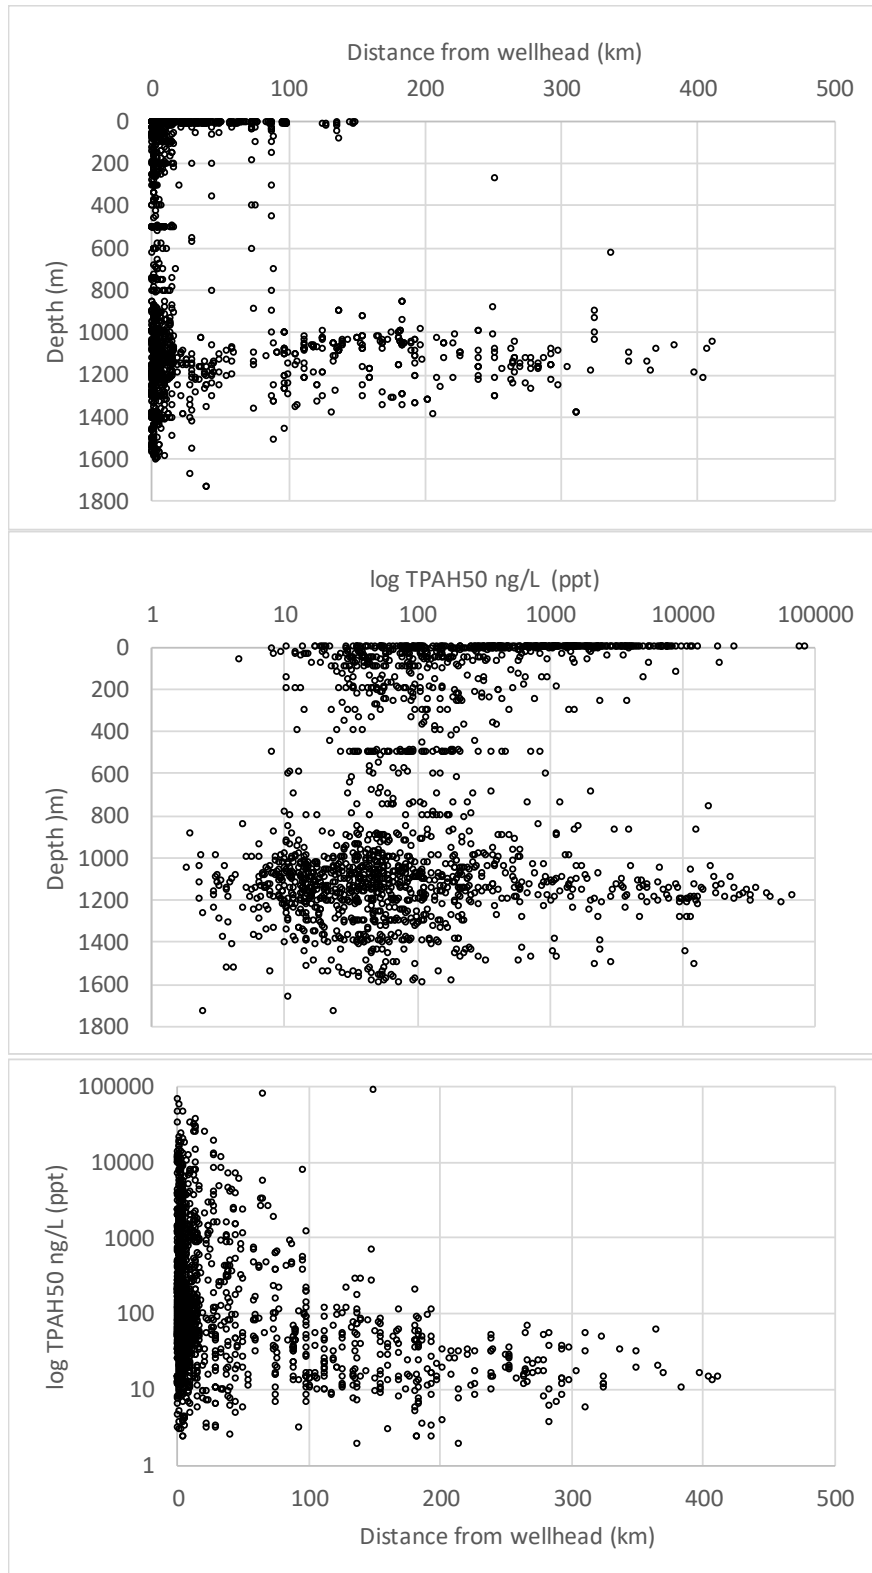 Distance from wellhead (km)
0 100 200 300 400 500
0
200
400
600
800
1000
1200
1400
1600
1800
Depth (m)
log TPAH50 ng/L (ppt)
1 10 100 1000 10000 100000
0
200
400
600
800
1000
1200
1400
1600
1800
Depth )m)
100000
10000
1000
100
10
1
log TPAH50 ng/L (ppt)
0 100 200 300 400 500
Distance from wellhead (km)